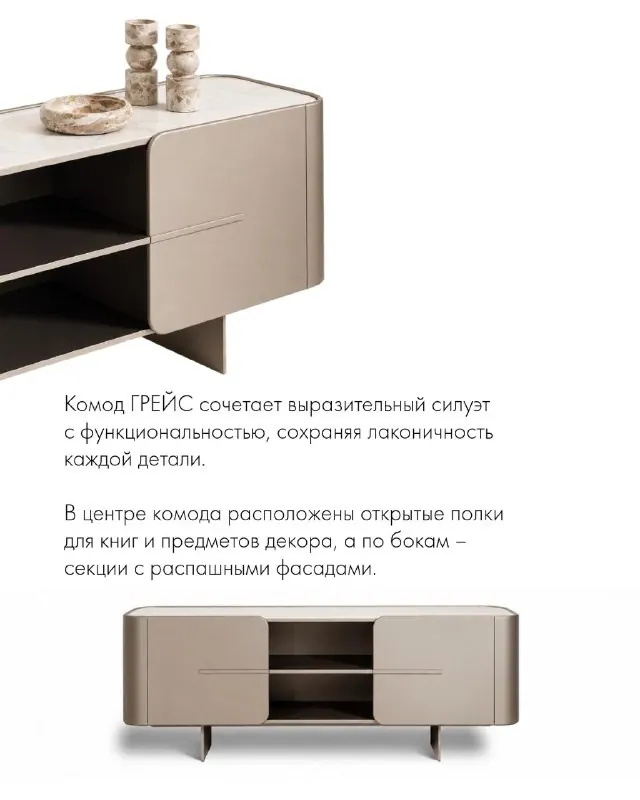 Комод ГРЕЙС сочетает выразительный силуэт
с функциональностью, сохраняя лаконичность
каждой детали.
В центре комода расположены открытые полки
для книг и предметов декора, а по бокам –
секции с распашными фасадами.